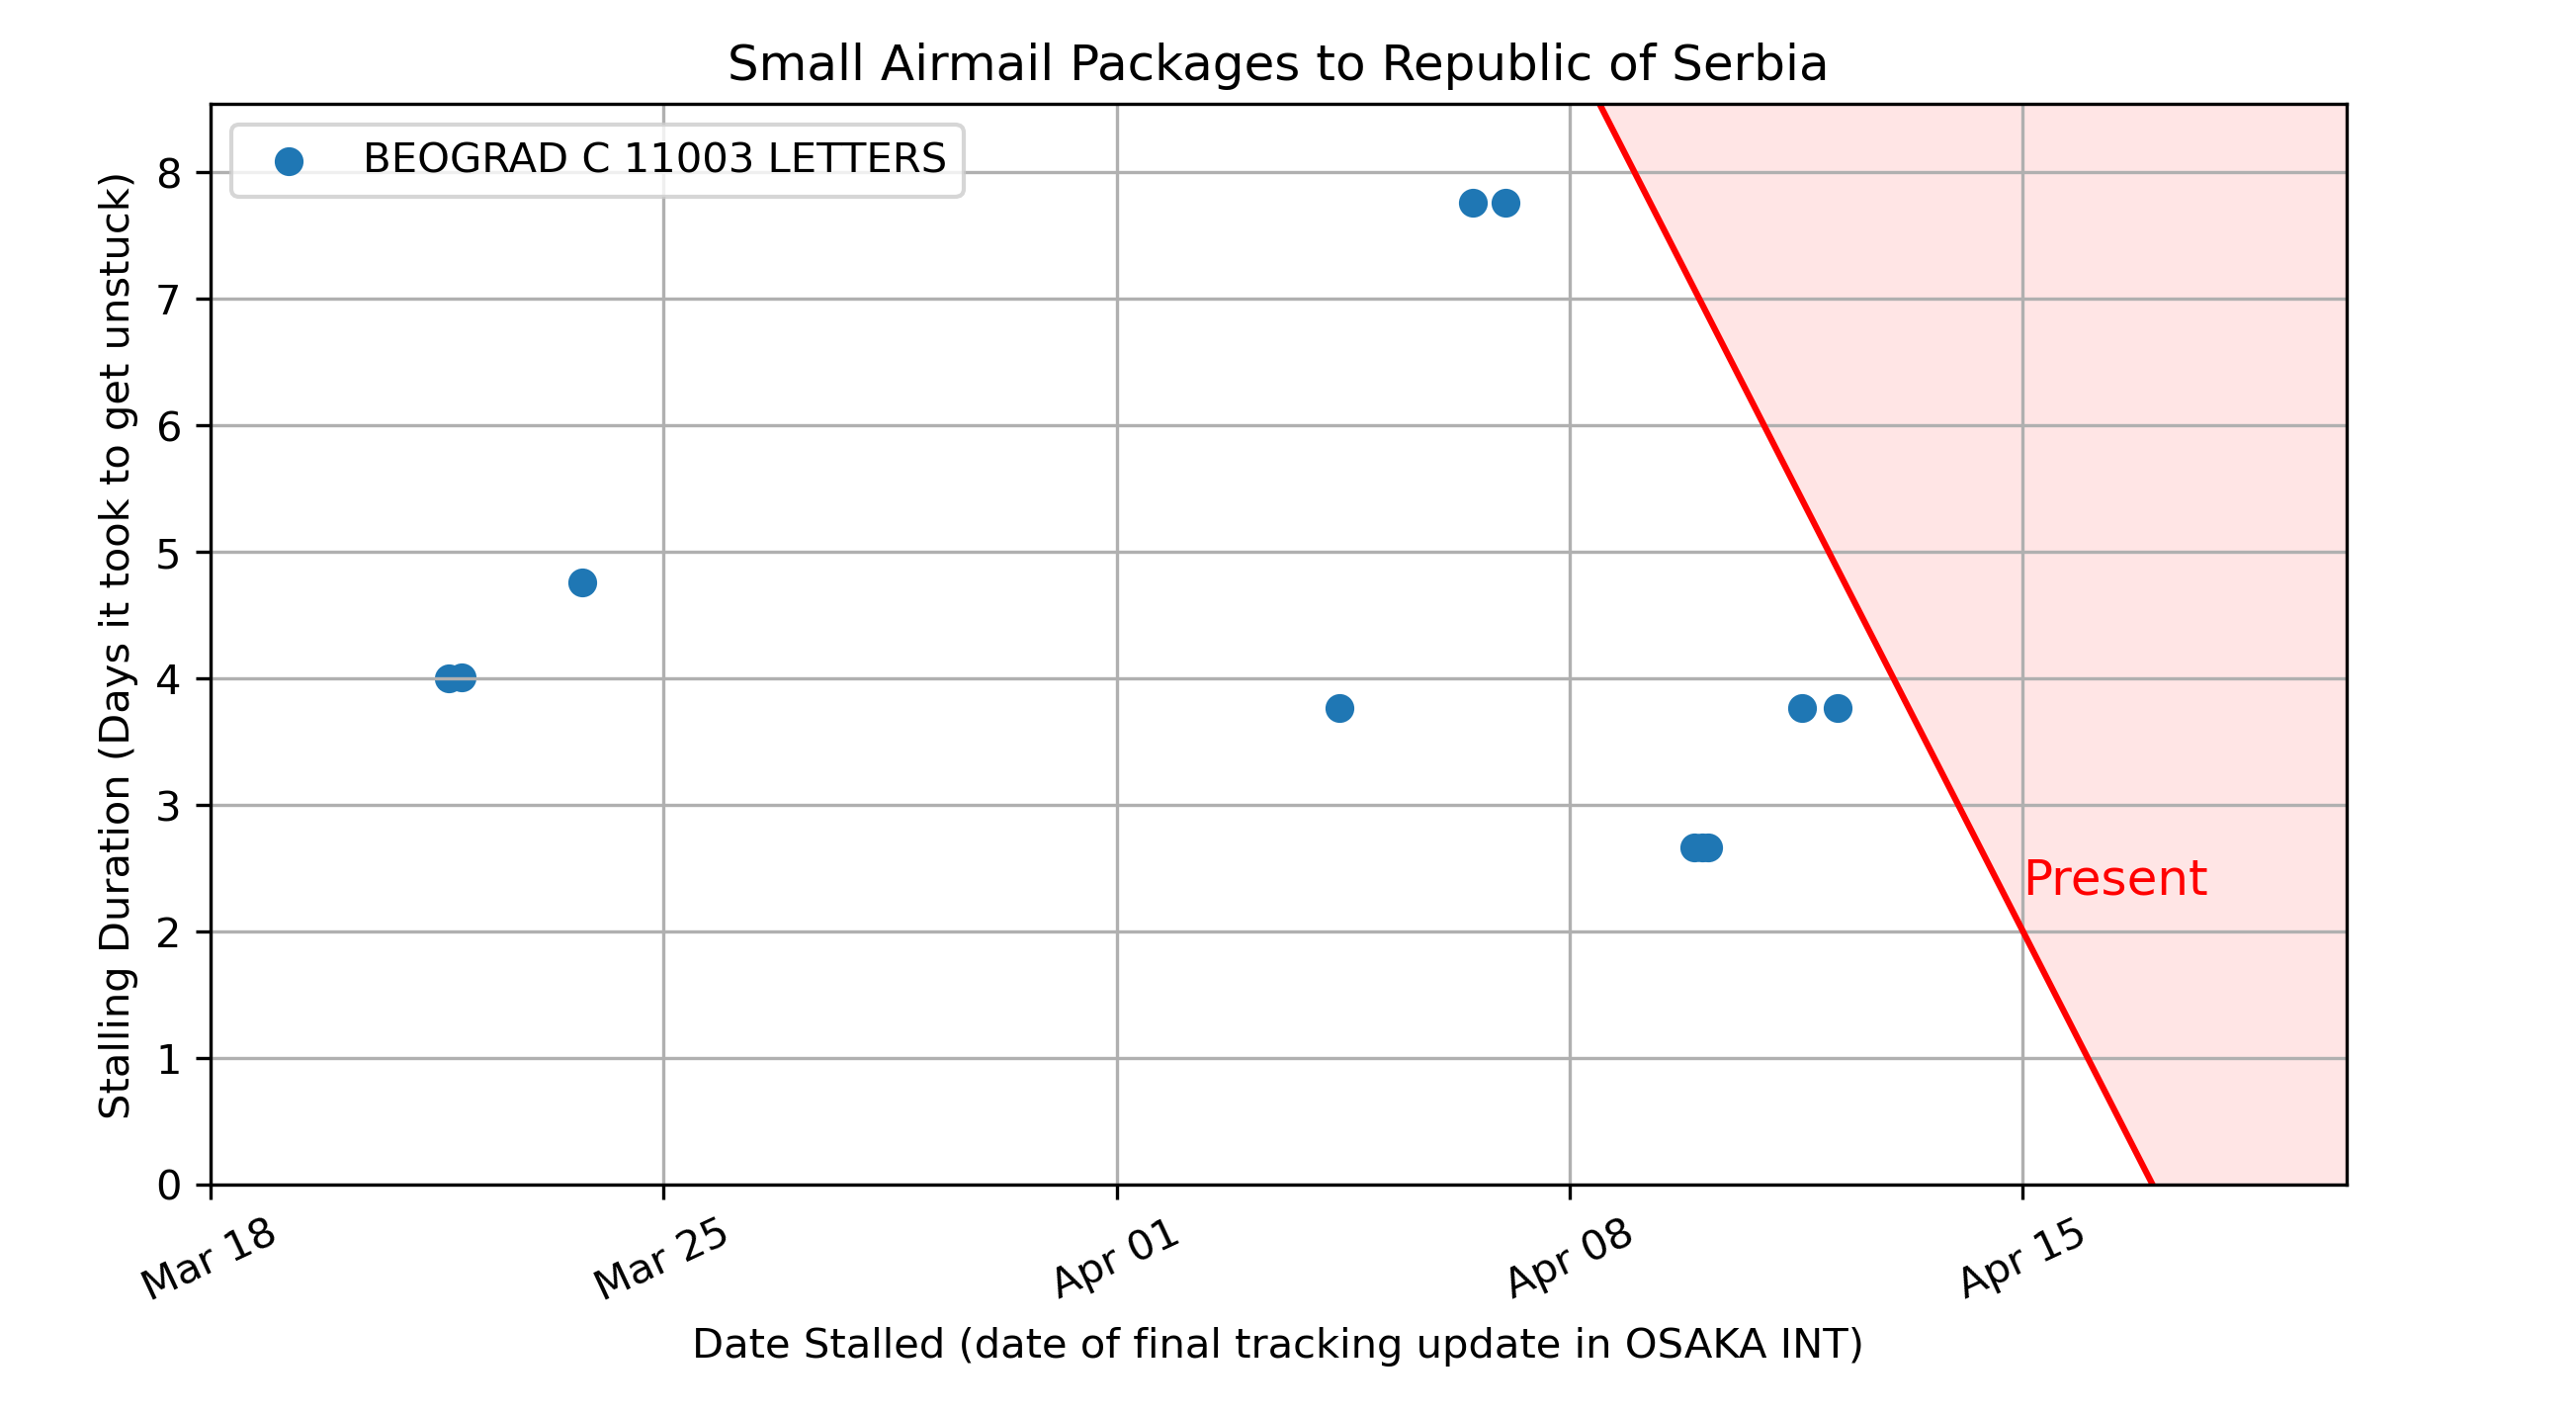 Small Airmail Packages to Republic of Serbia
BEOGRAD C 11003 LETTERS
Stalling Duration (Days it took to get unstuck)
8
7
6
5
4
3
2
1
0
Present
Mar 18
Mar 25
Apr 01
Apr 08
Apr 15
Date Stalled (date of final tracking update in OSAKA INT)